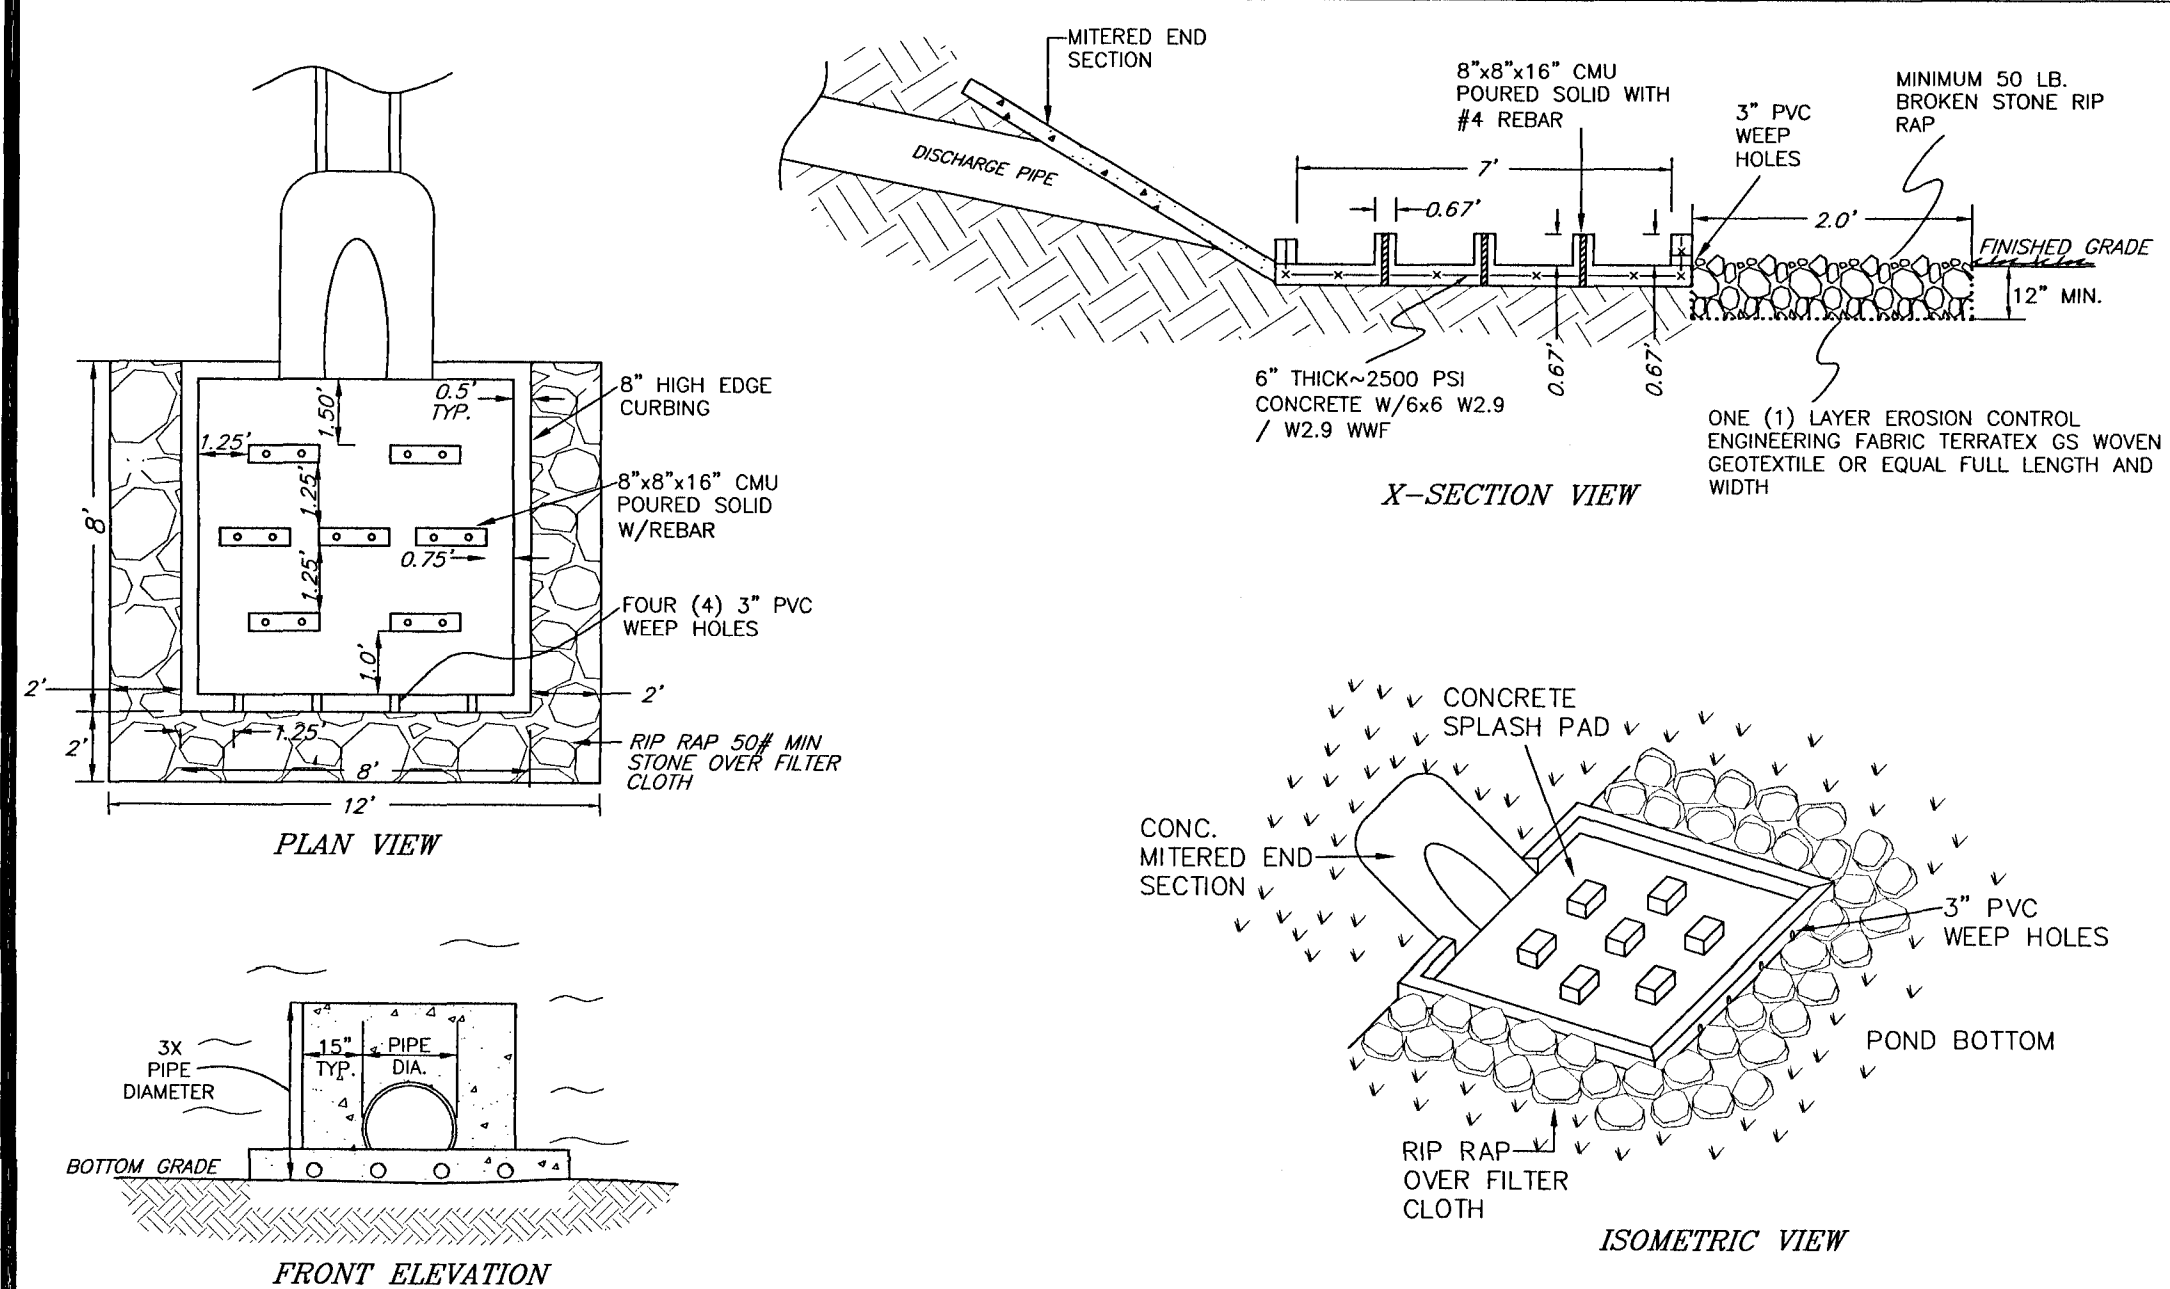 1.50'
0.5'
TYP.
1.25'
1.25'
1.25'
0.75'
1.0'
8'
2'
2'
2'
1.25'
8'
12'
8" HIGH EDGE
CURBING
8"x8"x16" CMU
POURED SOLID
W/REBAR
FOUR (4) 3" PVC
WEEP HOLES
RIP RAP 50# MIN
STONE OVER FILTER
CLOTH
PLAN VIEW
MITERED END
SECTION
DISCHARGE PIPE
8"x8"x16" CMU
POURED SOLID WITH
#4 REBAR
7'
0.67'
3" PVC
WEEP
HOLES
MINIMUM 50 LB.
BROKEN STONE RIP
RAP
2.0'
FINISHED GRADE
12" MIN.
0.67'
0.67'
6" THICK~2500 PSI
CONCRETE W/6x6 W2.9
/ W2.9 WWF
ONE (1) LAYER EROSION CONTROL
ENGINEERING FABRIC TERRATEX GS WOVEN
GEOTEXTILE OR EQUAL FULL LENGTH AND
WIDTH
X-SECTION VIEW
3X
PIPE
DIAMETER
15"
TYP.
PIPE
DIA.
BOTTOM GRADE
FRONT ELEVATION
CONCRETE
SPLASH PAD
CONC.
MITERED END
SECTION
3" PVC
WEEP HOLES
POND BOTTOM
RIP RAP
OVER FILTER
CLOTH
ISOMETRIC VIEW